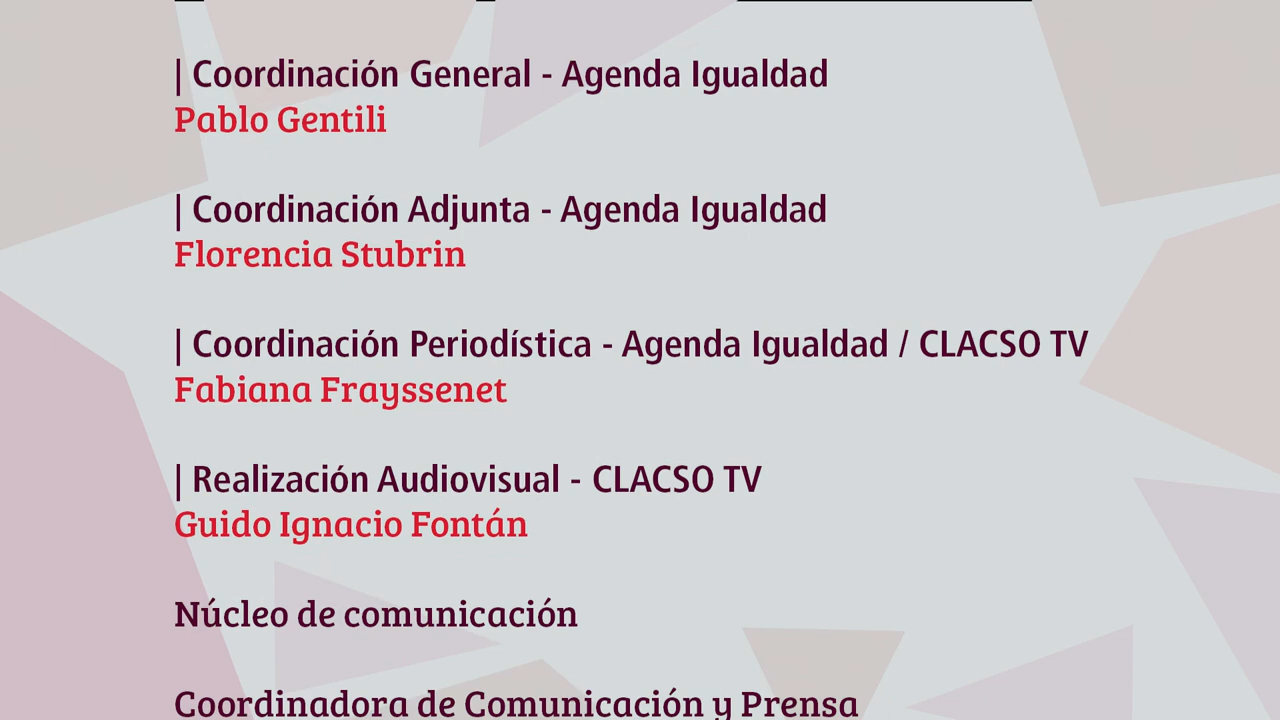 | Coordinación General - Agenda Igualdad
Pablo Gentili
| Coordinación Adjunta - Agenda Igualdad
Florencia Stubrin
| Coordinación Periodística - Agenda Igualdad / CLACSO TV
Fabiana Frayssenet
| Realización Audiovisual - CLACSO TV
Guido Ignacio Fontán
Núcleo de comunicación
Coordinadora de Comunicación y Prensa